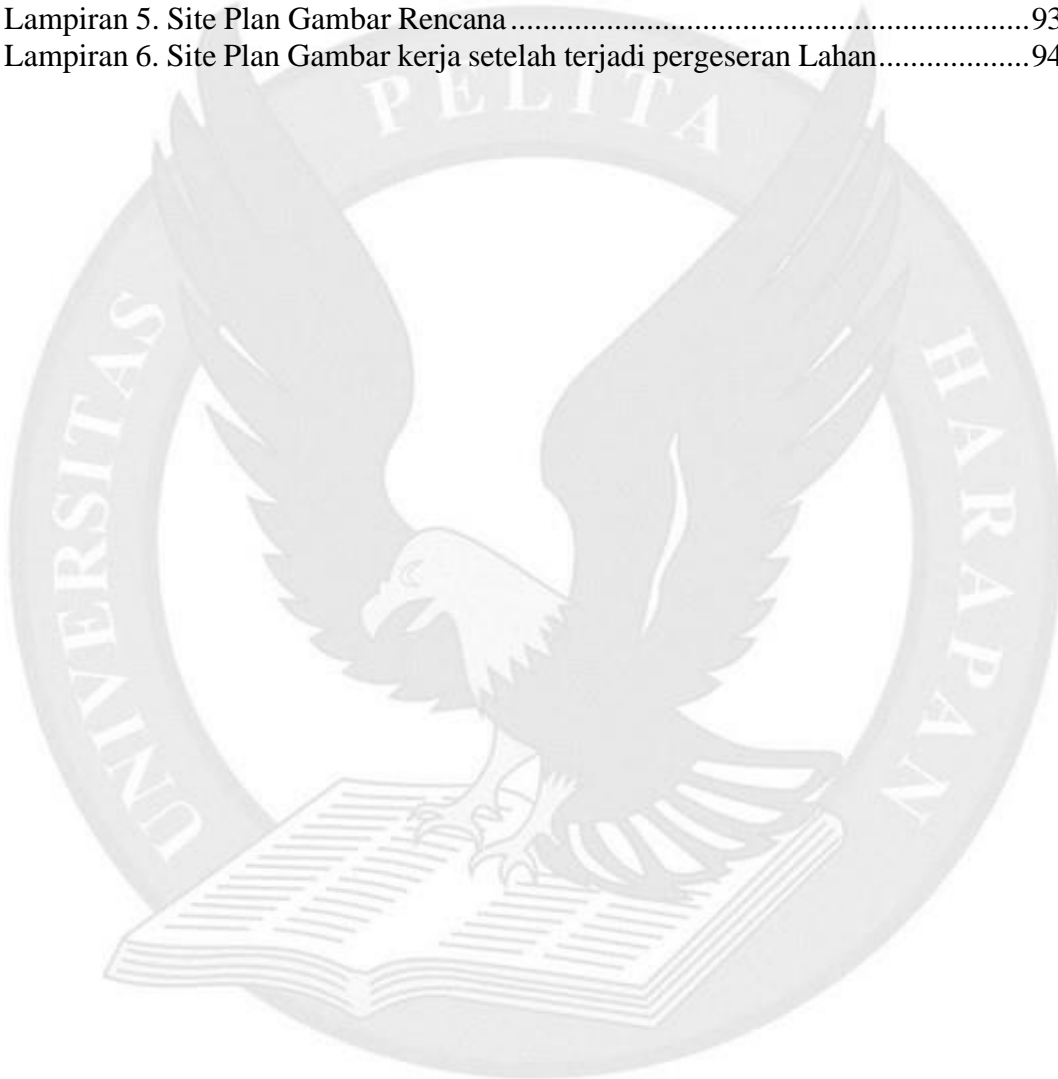 Lampiran 5. Site Plan Gambar Rencana.................................................................93
Lampiran 6. Site Plan Gambar kerja setelah terjadi pergeseran Lahan...................94
UNIVERSITAS PELITA HARAPAN